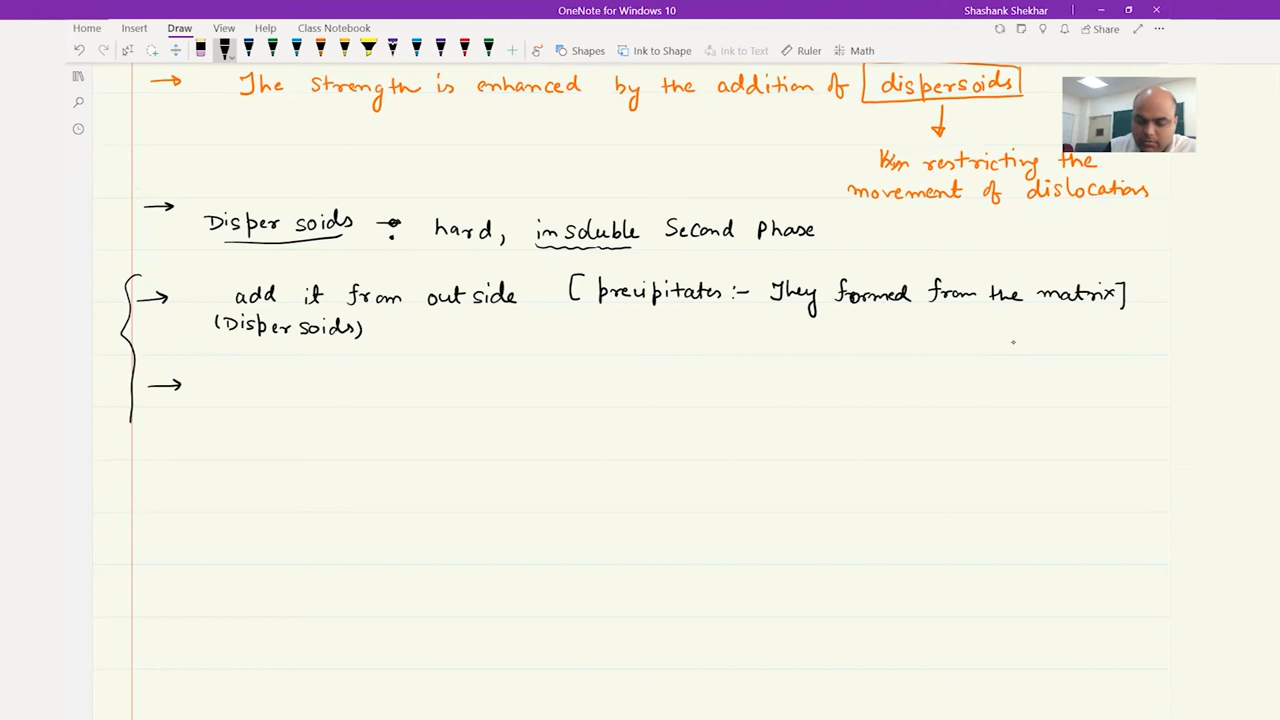 OneNote for Windows 10
Shashank Shekhar
Home Insert Draw View Help Class Notebook
Share
Shapes Ink to Shape Ink to Text Ruler Math
→ The strength is enhanced by the addition of dispersoids
restricting the
movement of dislocations
→ Dispersoids : hard, insoluble Second Phase
→ add it from outside [precipitates :- They formed from the matrix]
(Dispersoids)
→